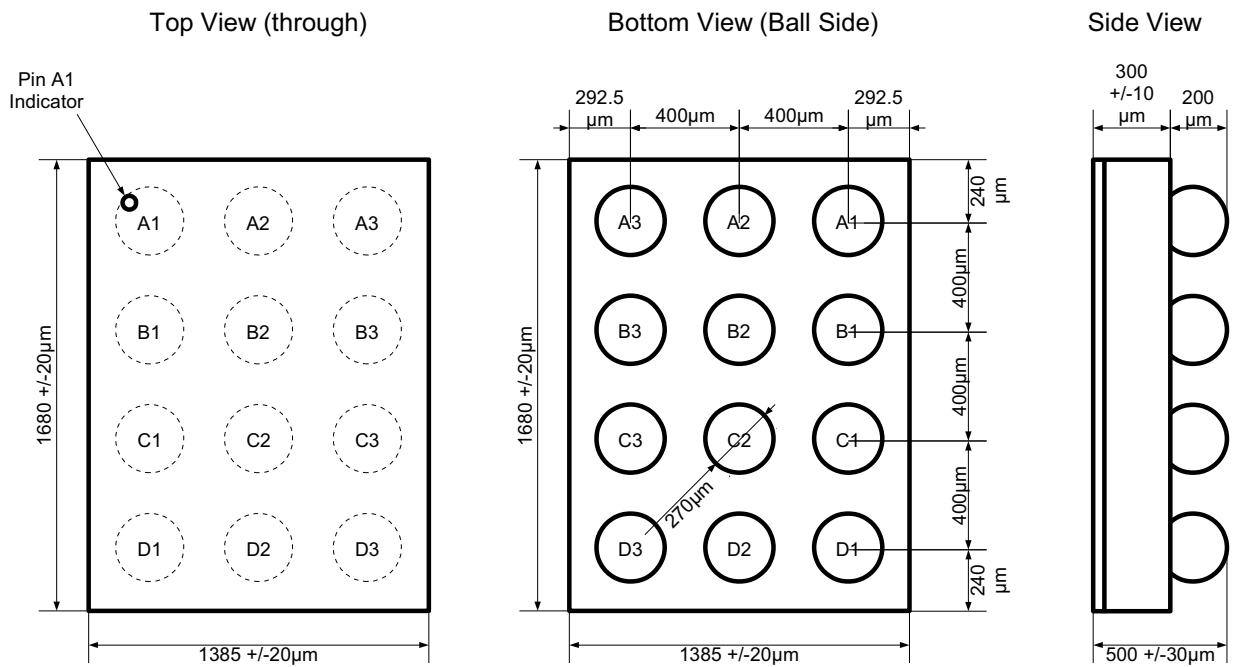 Top View (through)
Bottom View (Ball Side)
Side View
Pin A1
Indicator
A1 A2 A3
B1 B2 B3
C1 C2 C3
D1 D2 D3
1680 +/-20µm
1385 +/-20µm
292.5
µm
400µm
400µm
292.5
µm
A3 A2 A1
B3 B2 B1
C3 C2 C1
D3 D2 D1
270µm
1680 +/-20µm
240
µm
400µm
400µm
400µm
240
µm
1385 +/-20µm
300
+/-10
µm
200
µm
500 +/-30µm